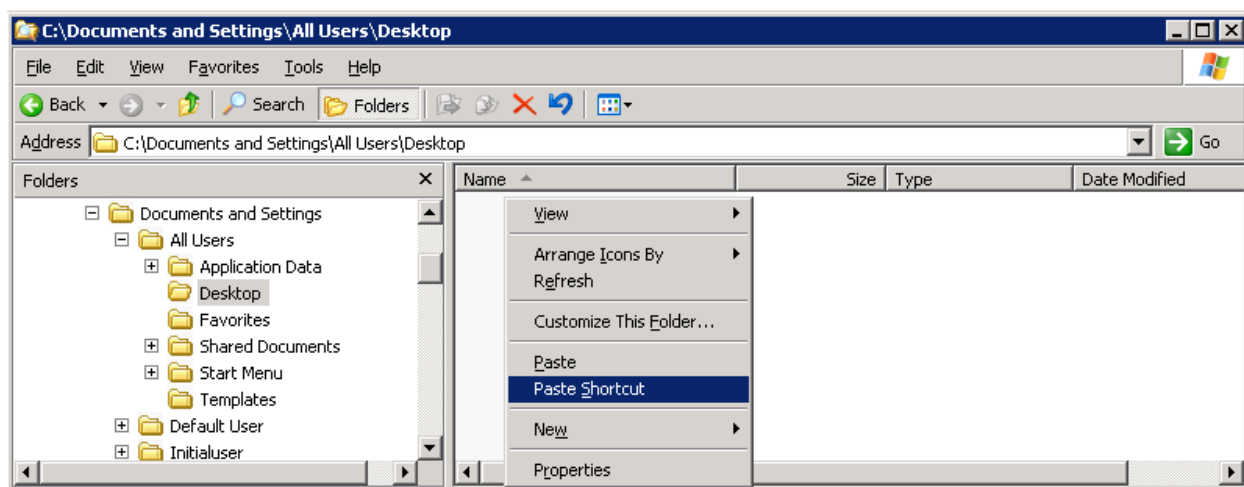 C:\Documents and Settings\All Users\Desktop
File Edit View Favorites Tools Help
Back Search Folders
Address C:\Documents and Settings\All Users\Desktop Go
Folders Name Size Type Date Modified
Documents and Settings
All Users
Application Data
Desktop
Favorites
Shared Documents
Start Menu
Templates
Default User
Initialuser
View
Arrange Icons By
Refresh
Customize This Folder...
Paste
Paste Shortcut
New
Properties